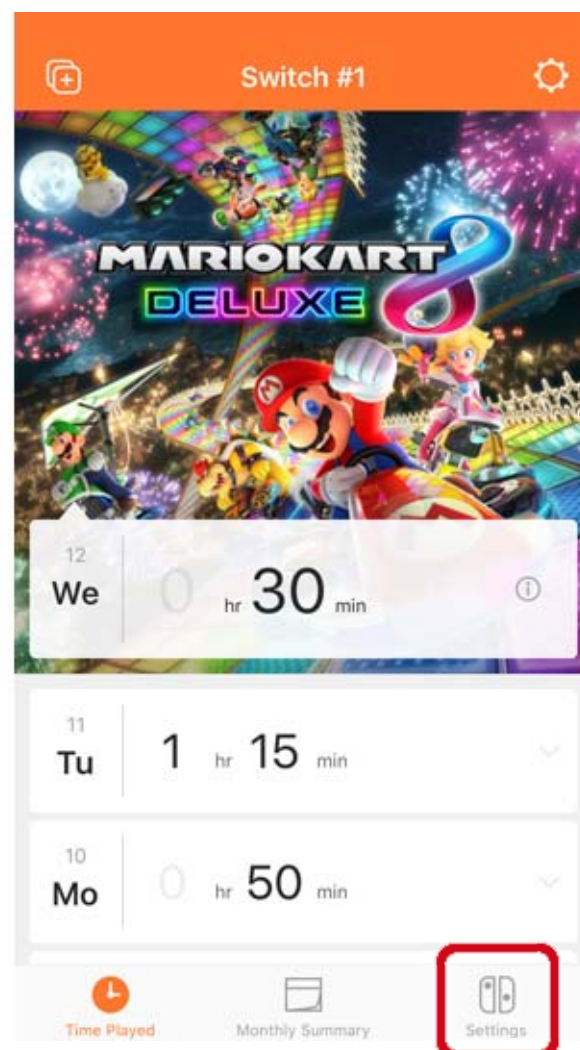 Switch #1
MARIOKART 8
DELUXE
12
We
0 hr 30 min
11
Tu
1 hr 15 min
10
Mo
0 hr 50 min
Time Played
Monthly Summary
Settings